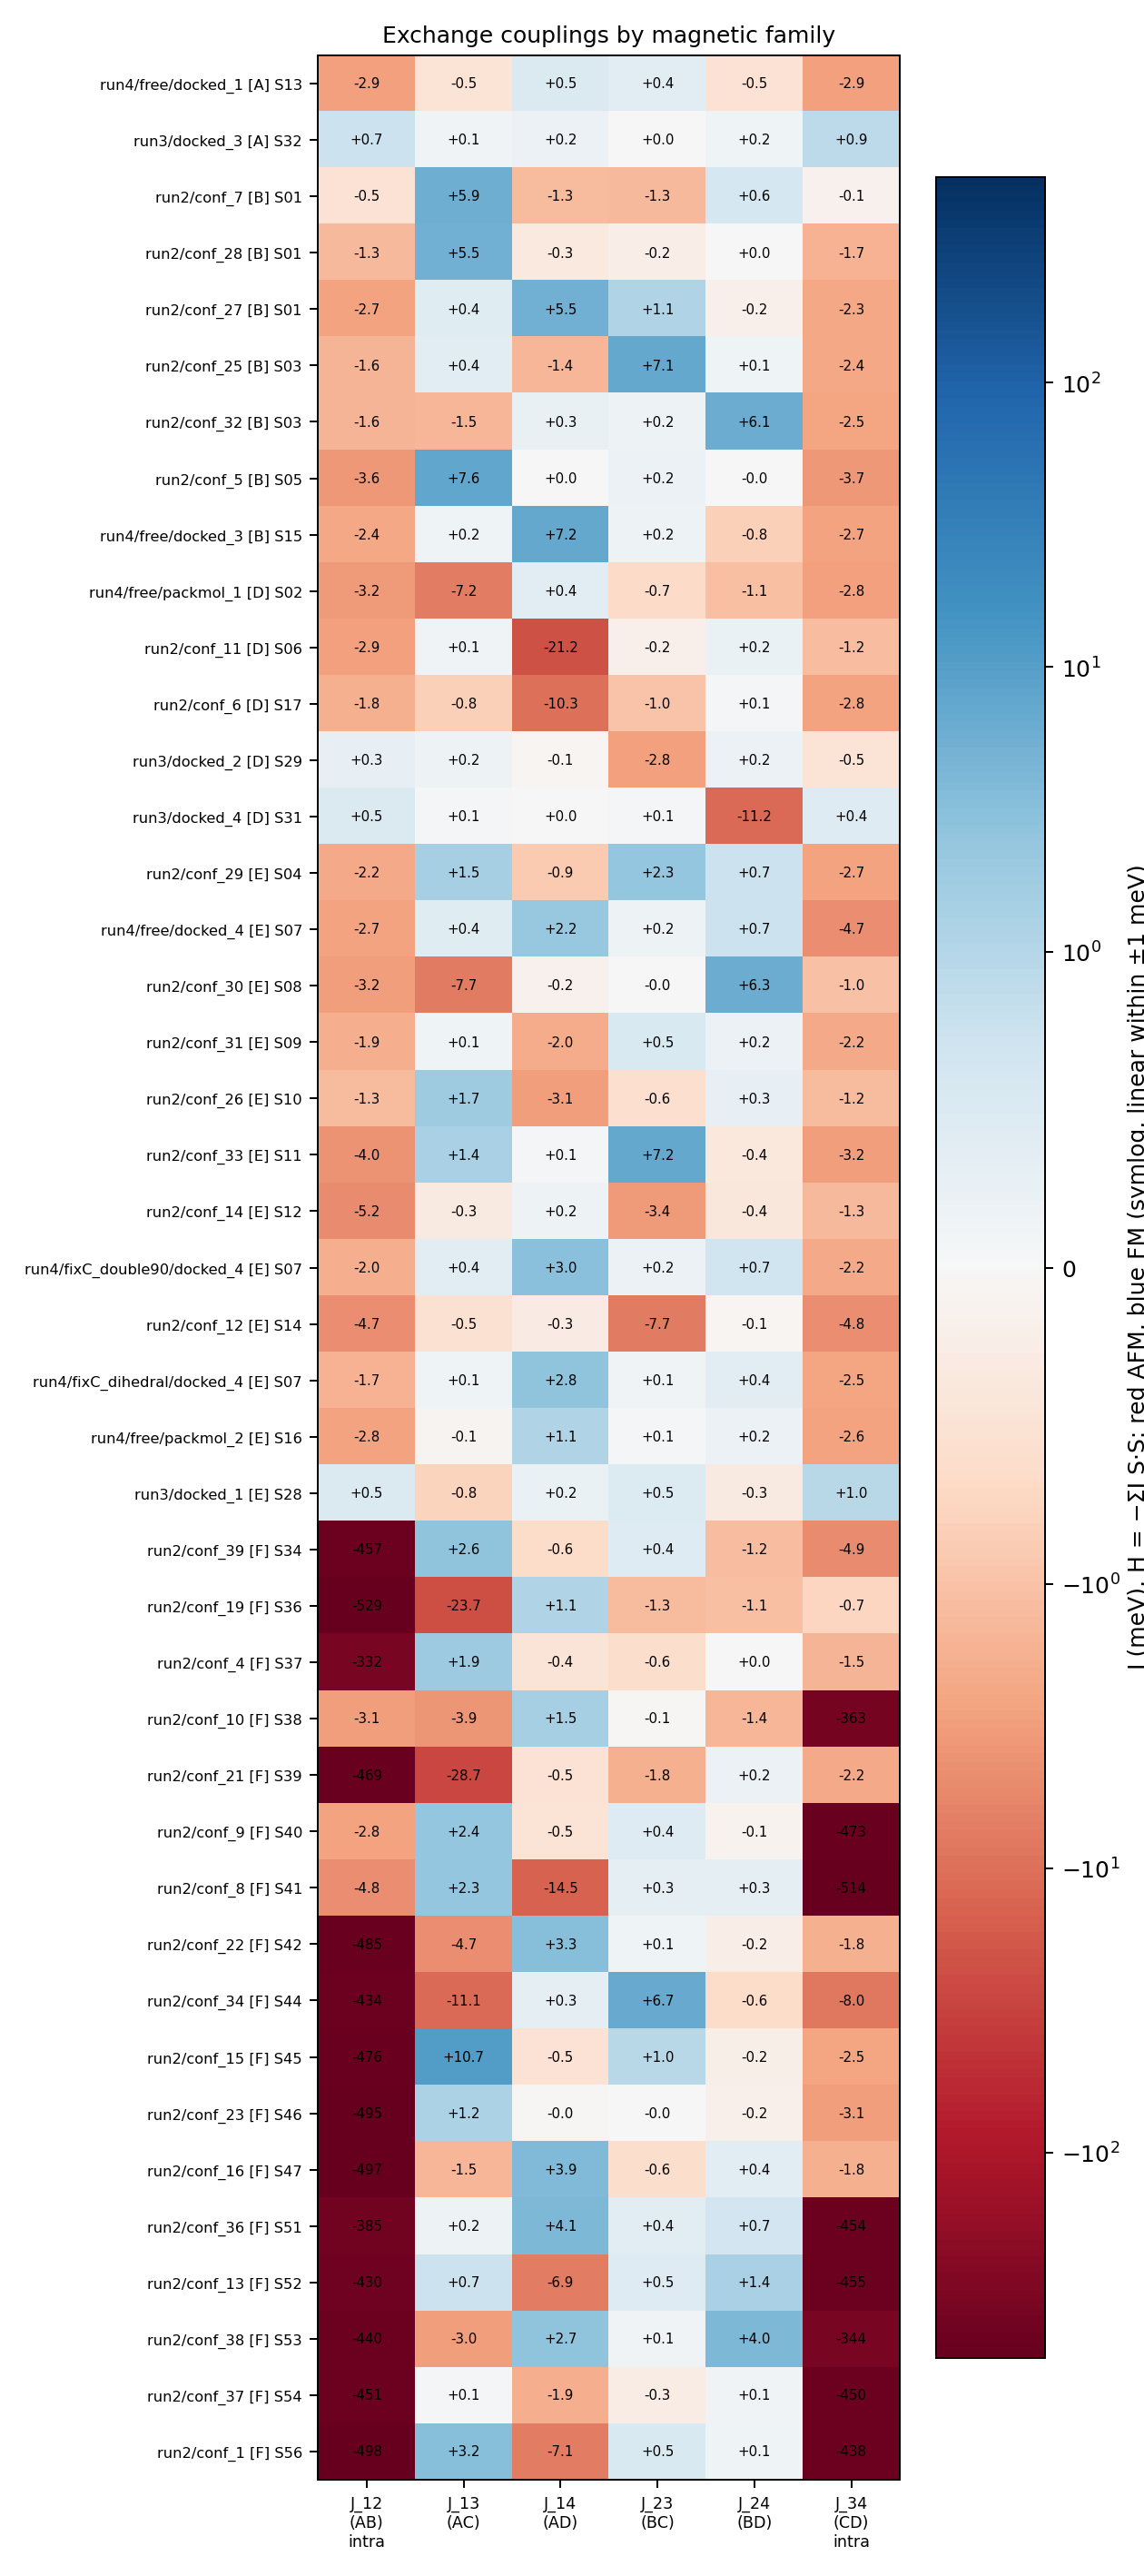 Exchange couplings by magnetic family
run4/free/docked_1 [A] S13 -2.9 -0.5 +0.5 +0.4 -0.5 -2.9
run3/docked_3 [A] S32 +0.7 +0.1 +0.2 +0.0 +0.2 +0.9
run2/conf_7 [B] S01 -0.5 +5.9 -1.3 -1.3 +0.6 -0.1
run2/conf_28 [B] S01 -1.3 +5.5 -0.3 -0.2 +0.0 -1.7
run2/conf_27 [B] S01 -2.7 +0.4 +5.5 +1.1 -0.2 -2.3
run2/conf_25 [B] S03 -1.6 +0.4 -1.4 +7.1 +0.1 -2.4
run2/conf_32 [B] S03 -1.6 -1.5 +0.3 +0.2 +6.1 -2.5
run2/conf_5 [B] S05 -3.6 +7.6 +0.0 +0.2 -0.0 -3.7
run4/free/docked_3 [B] S15 -2.4 +0.2 +7.2 +0.2 -0.8 -2.7
run4/free/packmol_1 [D] S02 -3.2 -7.2 +0.4 -0.7 -1.1 -2.8
run2/conf_11 [D] S06 -2.9 +0.1 -21.2 -0.2 +0.2 -1.2
run2/conf_6 [D] S17 -1.8 -0.8 -10.3 -1.0 +0.1 -2.8
run3/docked_2 [D] S29 +0.3 +0.2 -0.1 -2.8 +0.2 -0.5
run3/docked_4 [D] S31 +0.5 +0.1 +0.0 +0.1 -11.2 +0.4
run2/conf_29 [E] S04 -2.2 +1.5 -0.9 +2.3 +0.7 -2.7
run4/free/docked_4 [E] S07 -2.7 +0.4 +2.2 +0.2 +0.7 -4.7
run2/conf_30 [E] S08 -3.2 -7.7 -0.2 -0.0 +6.3 -1.0
run2/conf_31 [E] S09 -1.9 +0.1 -2.0 +0.5 +0.2 -2.2
run2/conf_26 [E] S10 -1.3 +1.7 -3.1 -0.6 +0.3 -1.2
run2/conf_33 [E] S11 -4.0 +1.4 +0.1 +7.2 -0.4 -3.2
run2/conf_14 [E] S12 -5.2 -0.3 +0.2 -3.4 -0.4 -1.3
run4/fixC_double90/docked_4 [E] S07 -2.0 +0.4 +3.0 +0.2 +0.7 -2.2
run2/conf_12 [E] S14 -4.7 -0.5 -0.3 -7.7 -0.1 -4.8
run4/fixC_dihedral/docked_4 [E] S07 -1.7 +0.1 +2.8 +0.1 +0.4 -2.5
run4/free/packmol_2 [E] S16 -2.8 -0.1 +1.1 +0.1 +0.2 -2.6
run3/docked_1 [E] S28 +0.5 -0.8 +0.2 +0.5 -0.3 +1.0
run2/conf_39 [F] S34 -457 +2.6 -0.6 +0.4 -1.2 -4.9
run2/conf_19 [F] S36 -529 -23.7 +1.1 -1.3 -1.1 -0.7
run2/conf_4 [F] S37 -332 +1.9 -0.4 -0.6 +0.0 -1.5
run2/conf_10 [F] S38 -3.1 -3.9 +1.5 -0.1 -1.4 -363
run2/conf_21 [F] S39 -469 -28.7 -0.5 -1.8 +0.2 -2.2
run2/conf_9 [F] S40 -2.8 +2.4 -0.5 +0.4 -0.1 -473
run2/conf_8 [F] S41 -4.8 +2.3 -14.5 +0.3 +0.3 -514
run2/conf_22 [F] S42 -485 -4.7 +3.3 +0.1 -0.2 -1.8
run2/conf_34 [F] S44 -434 -11.1 +0.3 +6.7 -0.6 -8.0
run2/conf_15 [F] S45 -476 +10.7 -0.5 +1.0 -0.2 -2.5
run2/conf_23 [F] S46 -495 +1.2 -0.0 -0.0 -0.2 -3.1
run2/conf_16 [F] S47 -497 -1.5 +3.9 -0.6 +0.4 -1.8
run2/conf_36 [F] S51 -385 +0.2 +4.1 +0.4 +0.7 -454
run2/conf_13 [F] S52 -430 +0.7 -6.9 +0.5 +1.4 -455
run2/conf_38 [F] S53 -440 -3.0 +2.7 +0.1 +4.0 -344
run2/conf_37 [F] S54 -451 +0.1 -1.9 -0.3 +0.1 -450
run2/conf_1 [F] S56 -498 +3.2 -7.1 +0.5 +0.1 -438
J_12 J_13 J_14 J_23 J_24 J_34
(AB) (AC) (AD) (BC) (BD) (CD)
intra intra
10²
10¹
10⁰
0
−10⁰
−10¹
−10²
J (meV), H = −ΣJ S·S; red AFM, blue FM (symlog, linear within ±1 meV)